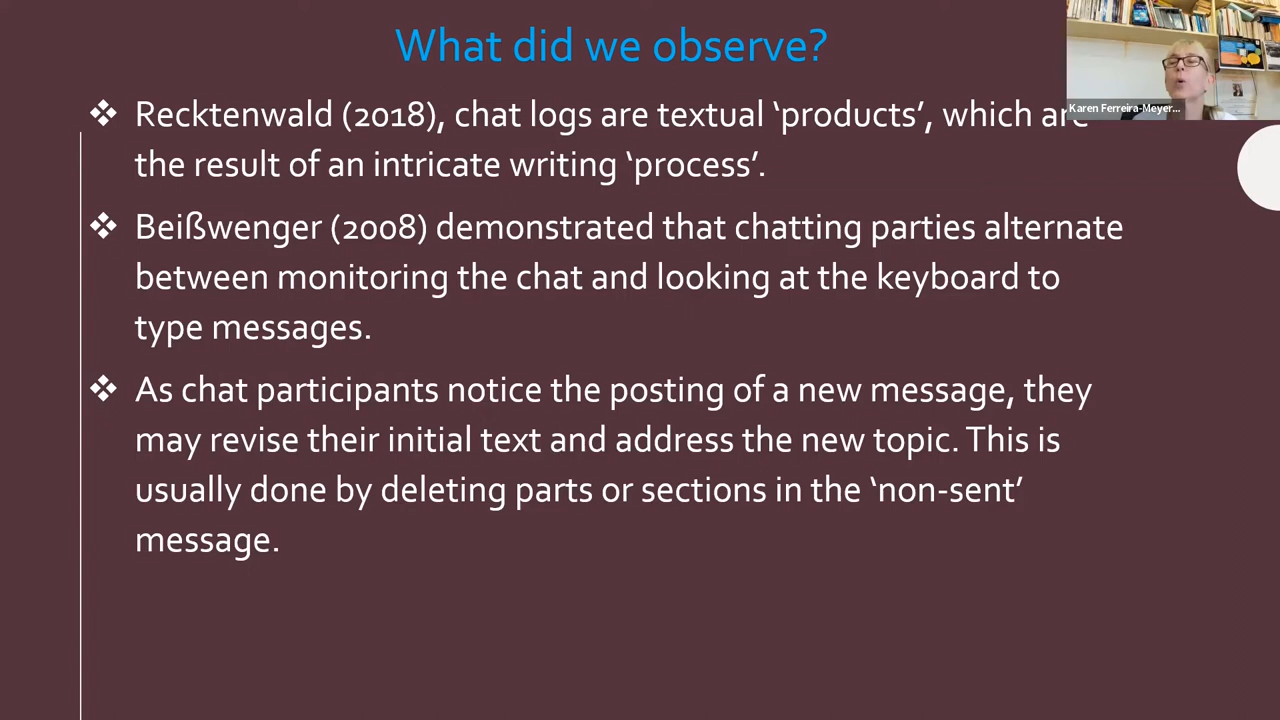 What did we observe?
Karen Ferreira-Meyer...
❖ Recktenwald (2018), chat logs are textual ‘products’, which are
the result of an intricate writing ‘process’.
❖ Beißwenger (2008) demonstrated that chatting parties alternate
between monitoring the chat and looking at the keyboard to
type messages.
❖ As chat participants notice the posting of a new message, they
may revise their initial text and address the new topic. This is
usually done by deleting parts or sections in the ‘non-sent’
message.